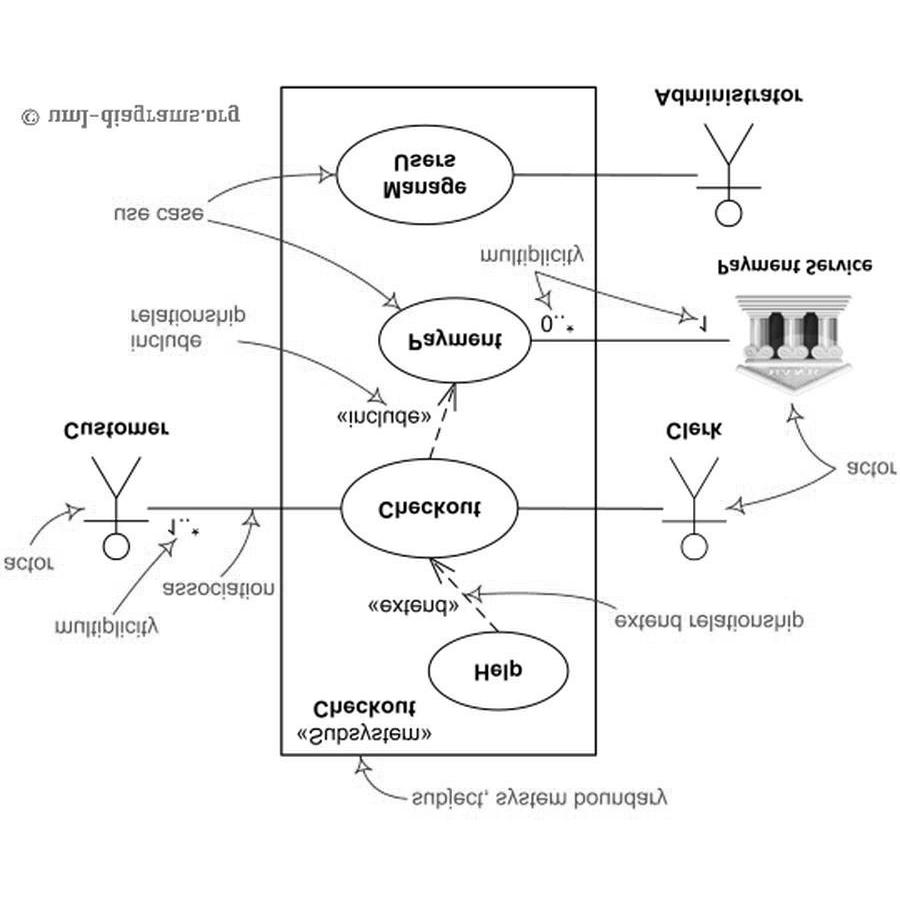 subject, system boundary
«Subsystem»
Checkout
Help
multiplicity
extend relationship
«extend»
association
actor
1..*
Checkout
actor
Customer
Clerk
«include»
include
relationship
Payment
0..*
1
BANK
Payment Service
multiplicity
use case
Manage
Users
© uml-diagrams.org
Administrator